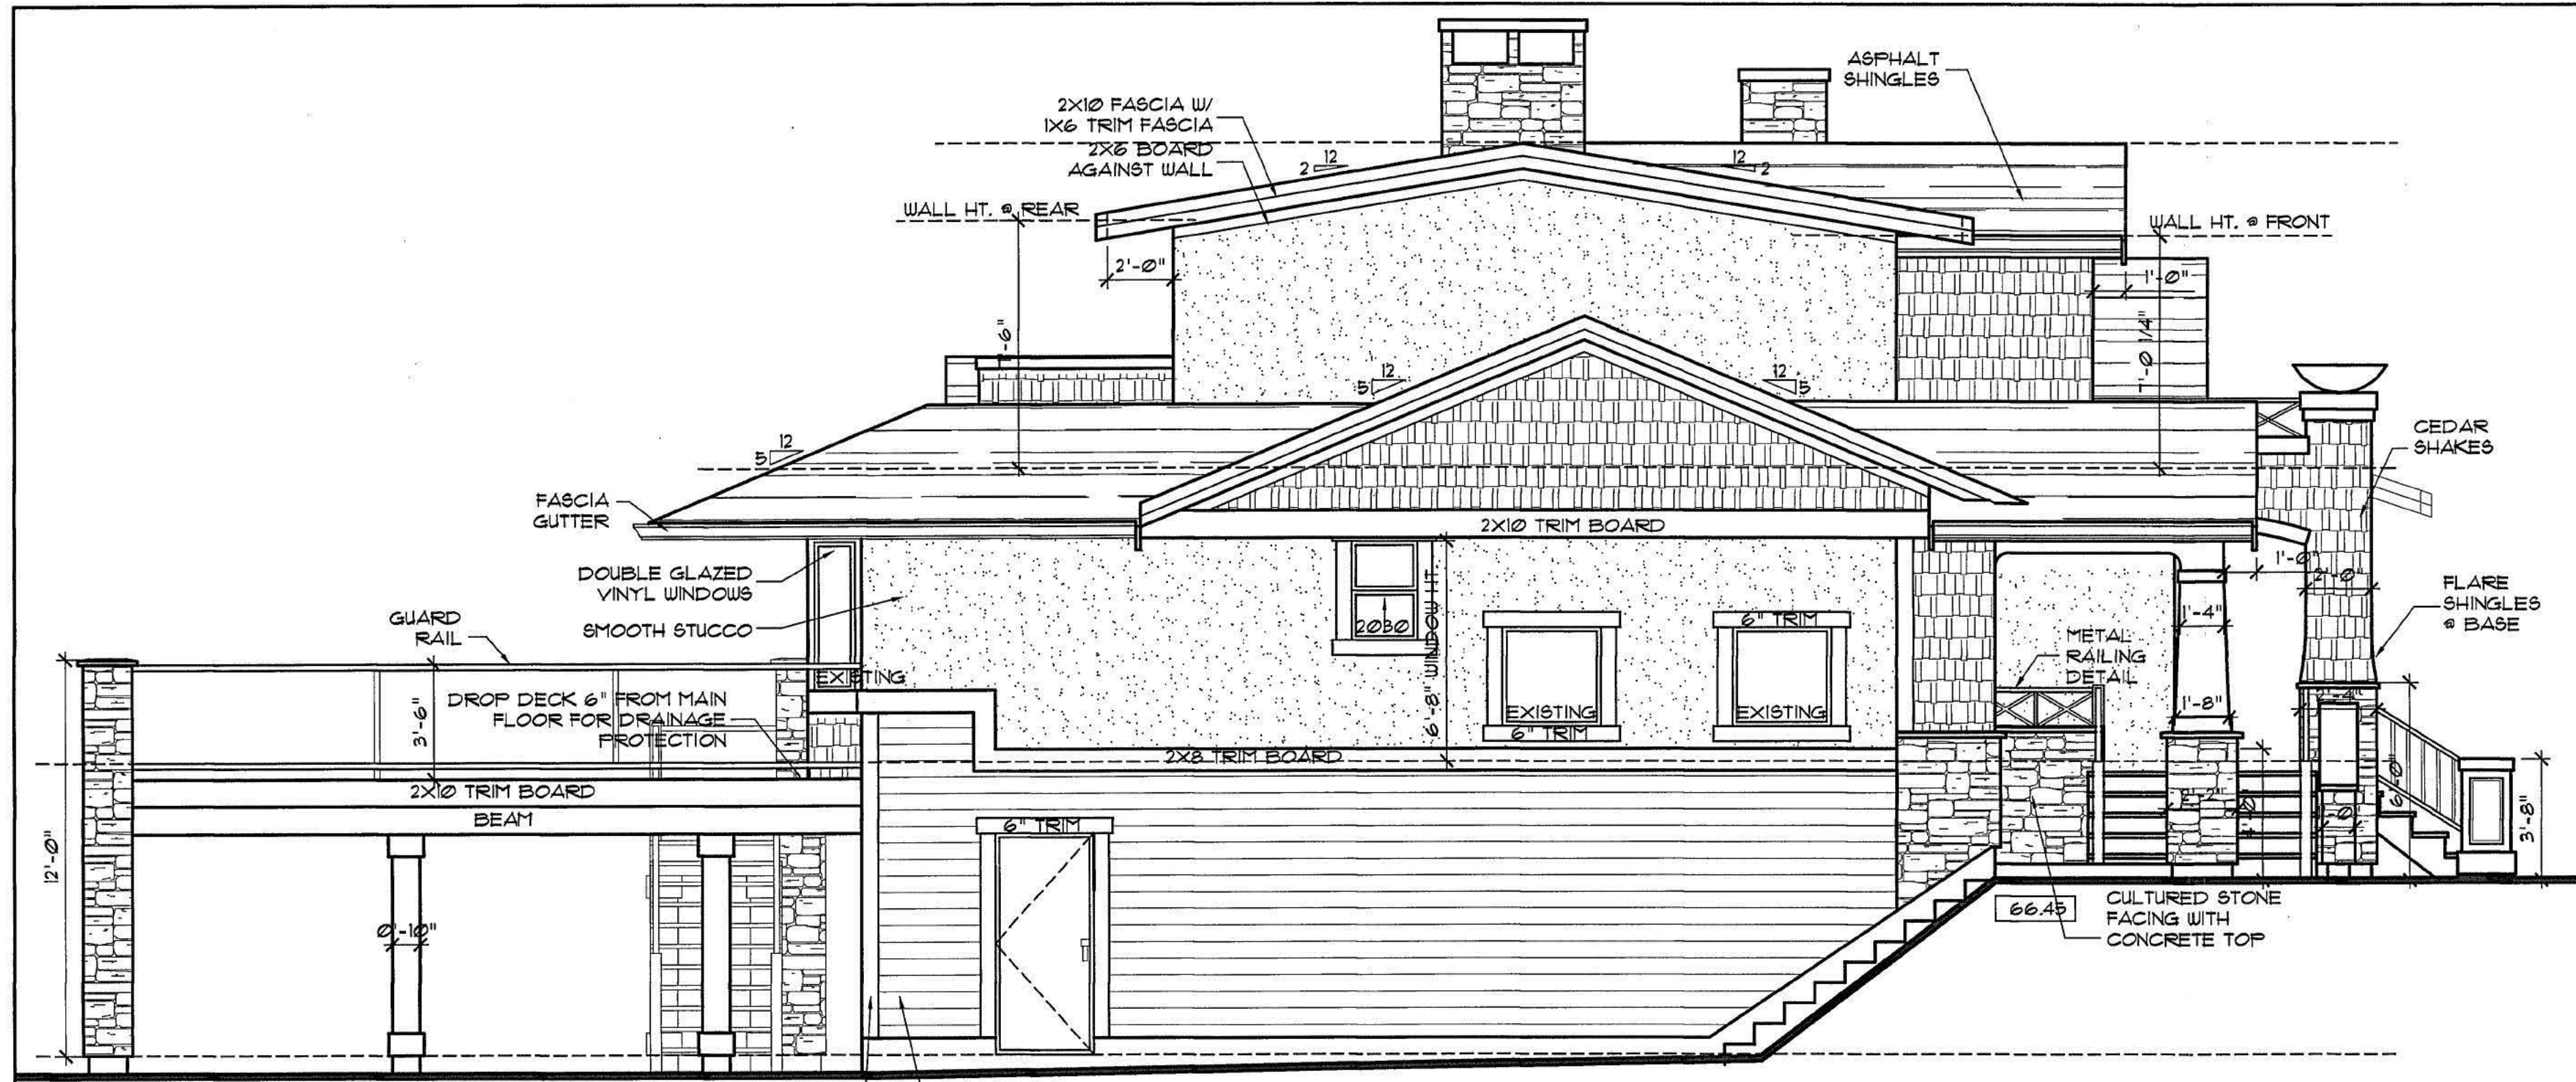 ASPHALT
SHINGLES
2X10 FASCIA W/
1X6 TRIM FASCIA
2X6 BOARD
AGAINST WALL
12
2
12
2
WALL HT. @ REAR
WALL HT. @ FRONT
2'-0"
1'-0"
12
5
12
5
12
5
CEDAR
SHAKES
FASCIA
GUTTER
2X10 TRIM BOARD
DOUBLE GLAZED
VINYL WINDOWS
SMOOTH STUCCO
1'-0"
2'-0"
FLARE
SHINGLES
@ BASE
GUARD
RAIL
2030
6'-8" WINDOW HT.
6" TRIM
1'-4"
METAL
RAILING
DETAIL
EXISTING
DROP DECK 6" FROM MAIN
FLOOR FOR DRAINAGE
PROTECTION
3'-6"
EXISTING
6" TRIM
EXISTING
1'-8"
2'-4"
2X8 TRIM BOARD
2X10 TRIM BOARD
BEAM
6" TRIM
2'-2"
6'-0"
3'-8"
12'-0"
0'-10"
66.45
CULTURED STONE
FACING WITH
CONCRETE TOP